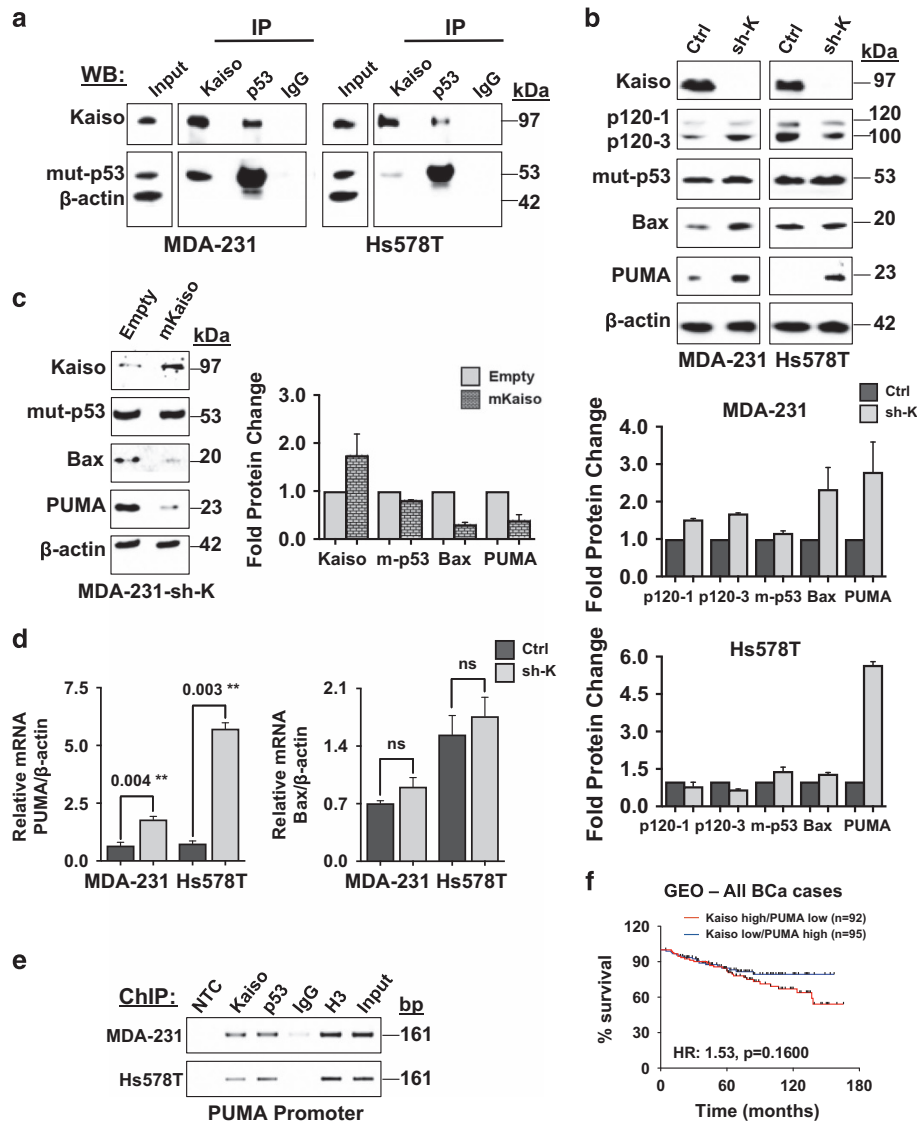 a
IP
IP
WB:
Input
Kaiso
p53
IgG
Input
Kaiso
p53
IgG
kDa
Kaiso
97
mut-p53
53
β-actin
42
MDA-231
Hs578T
b
Ctrl
sh-K
Ctrl
sh-K
kDa
Kaiso
97
p120-1
120
p120-3
100
mut-p53
53
Bax
20
PUMA
23
β-actin
42
MDA-231 Hs578T
Ctrl
sh-K
MDA-231
Fold Protein Change
4.0
3.0
2.0
1.0
0.0
p120-1 p120-3 m-p53 Bax PUMA
Hs578T
Fold Protein Change
6.0
4.5
3.0
1.5
0.0
p120-1 p120-3 m-p53 Bax PUMA
c
Empty
mKaiso
kDa
Kaiso
97
mut-p53
53
Bax
20
PUMA
23
β-actin
42
MDA-231-sh-K
Empty
mKaiso
Fold Protein Change
3.0
2.0
1.0
0.0
Kaiso m-p53 Bax PUMA
d
Ctrl
sh-K
Relative mRNA
PUMA/β-actin
7.5
5.0
2.5
0.0
0.004 **
0.003 **
MDA-231 Hs578T
Relative mRNA
Bax/β-actin
2.1
1.4
0.7
0.0
ns
ns
MDA-231 Hs578T
e
ChIP:
NTC
Kaiso
p53
IgG
H3
Input
bp
MDA-231
161
Hs578T
161
PUMA Promoter
f
GEO – All BCa cases
Kaiso high/PUMA low (n=92)
Kaiso low/PUMA high (n=95)
% survival
120
90
60
30
0
HR: 1.53, p=0.1600
0 60 120 180
Time (months)